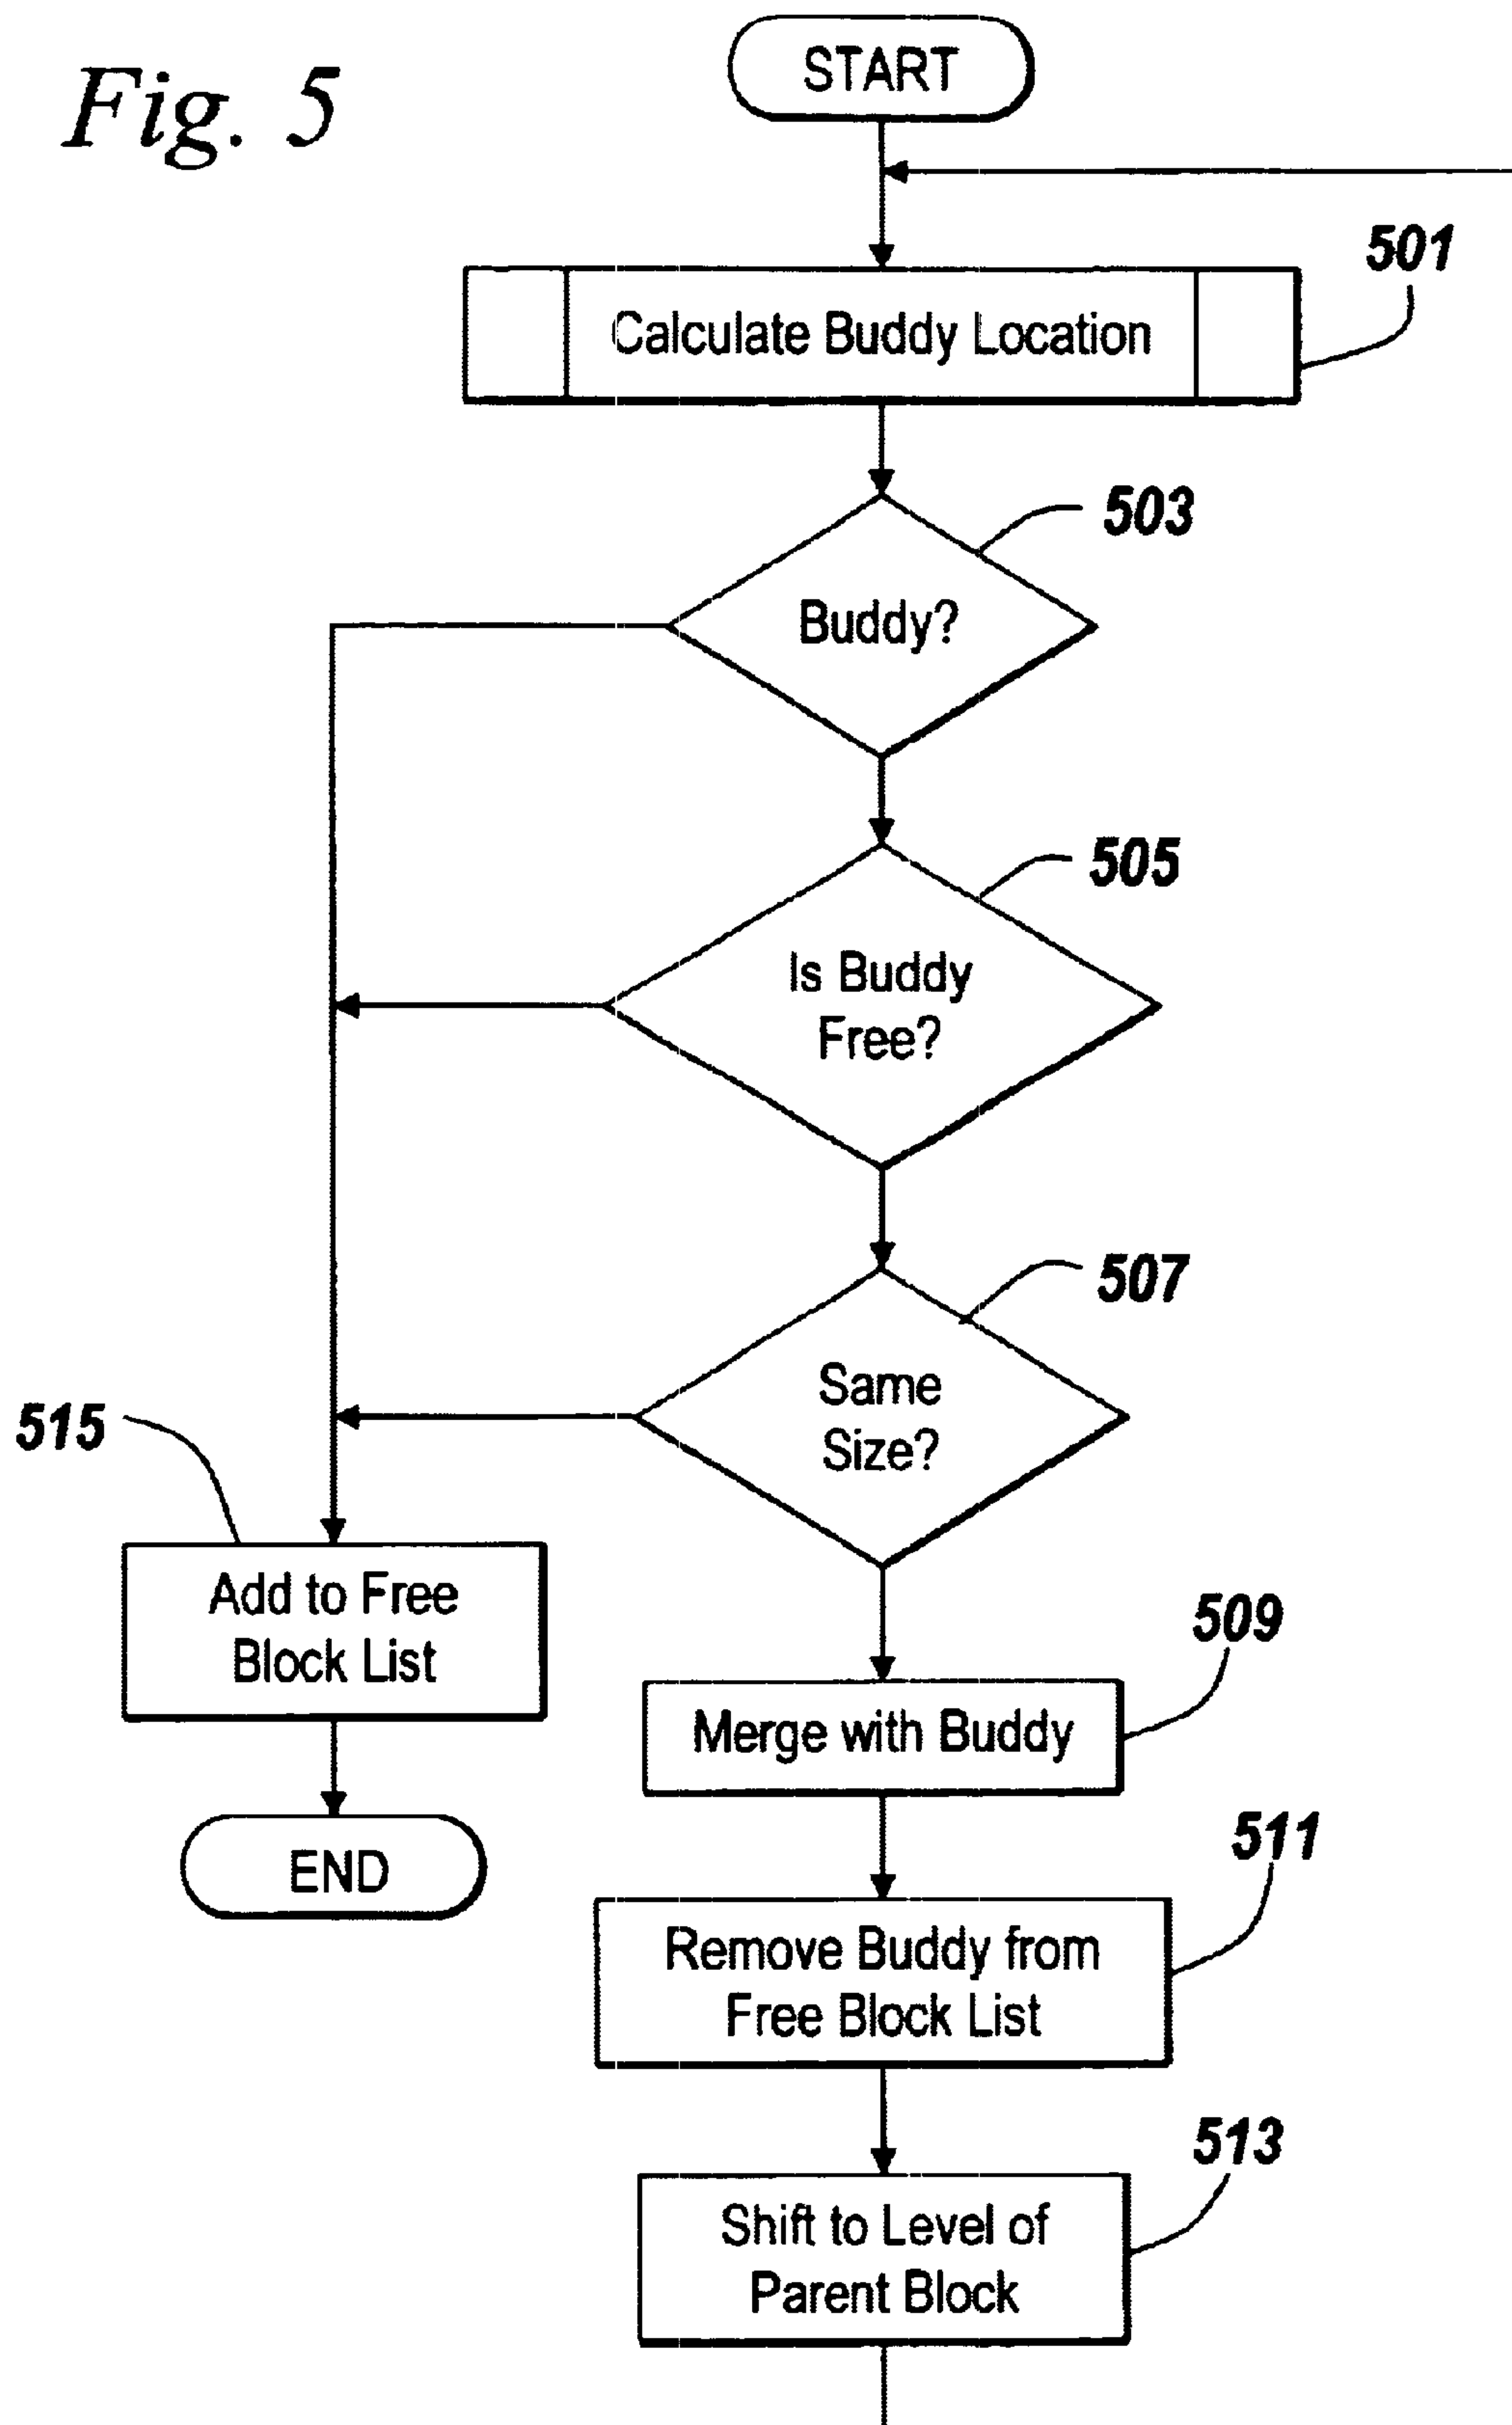 Fig. 5
START
501
Calculate Buddy Location
503
Buddy?
505
Is Buddy
Free?
507
Same
Size?
515
Add to Free
Block List
509
Merge with Buddy
END
511
Remove Buddy from
Free Block List
513
Shift to Level of
Parent Block